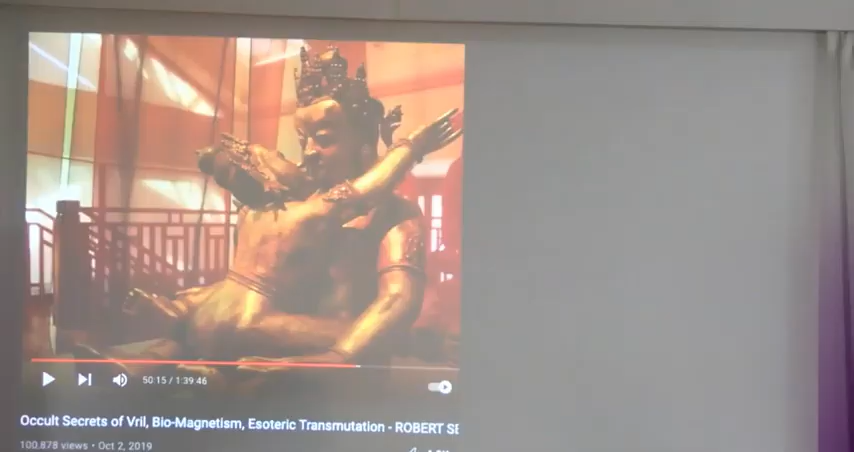 50:15 / 1:39:46
Occult Secrets of Vril, Bio-Magnetism, Esoteric Transmutation - ROBERT
100,878 views • Oct 2, 2019